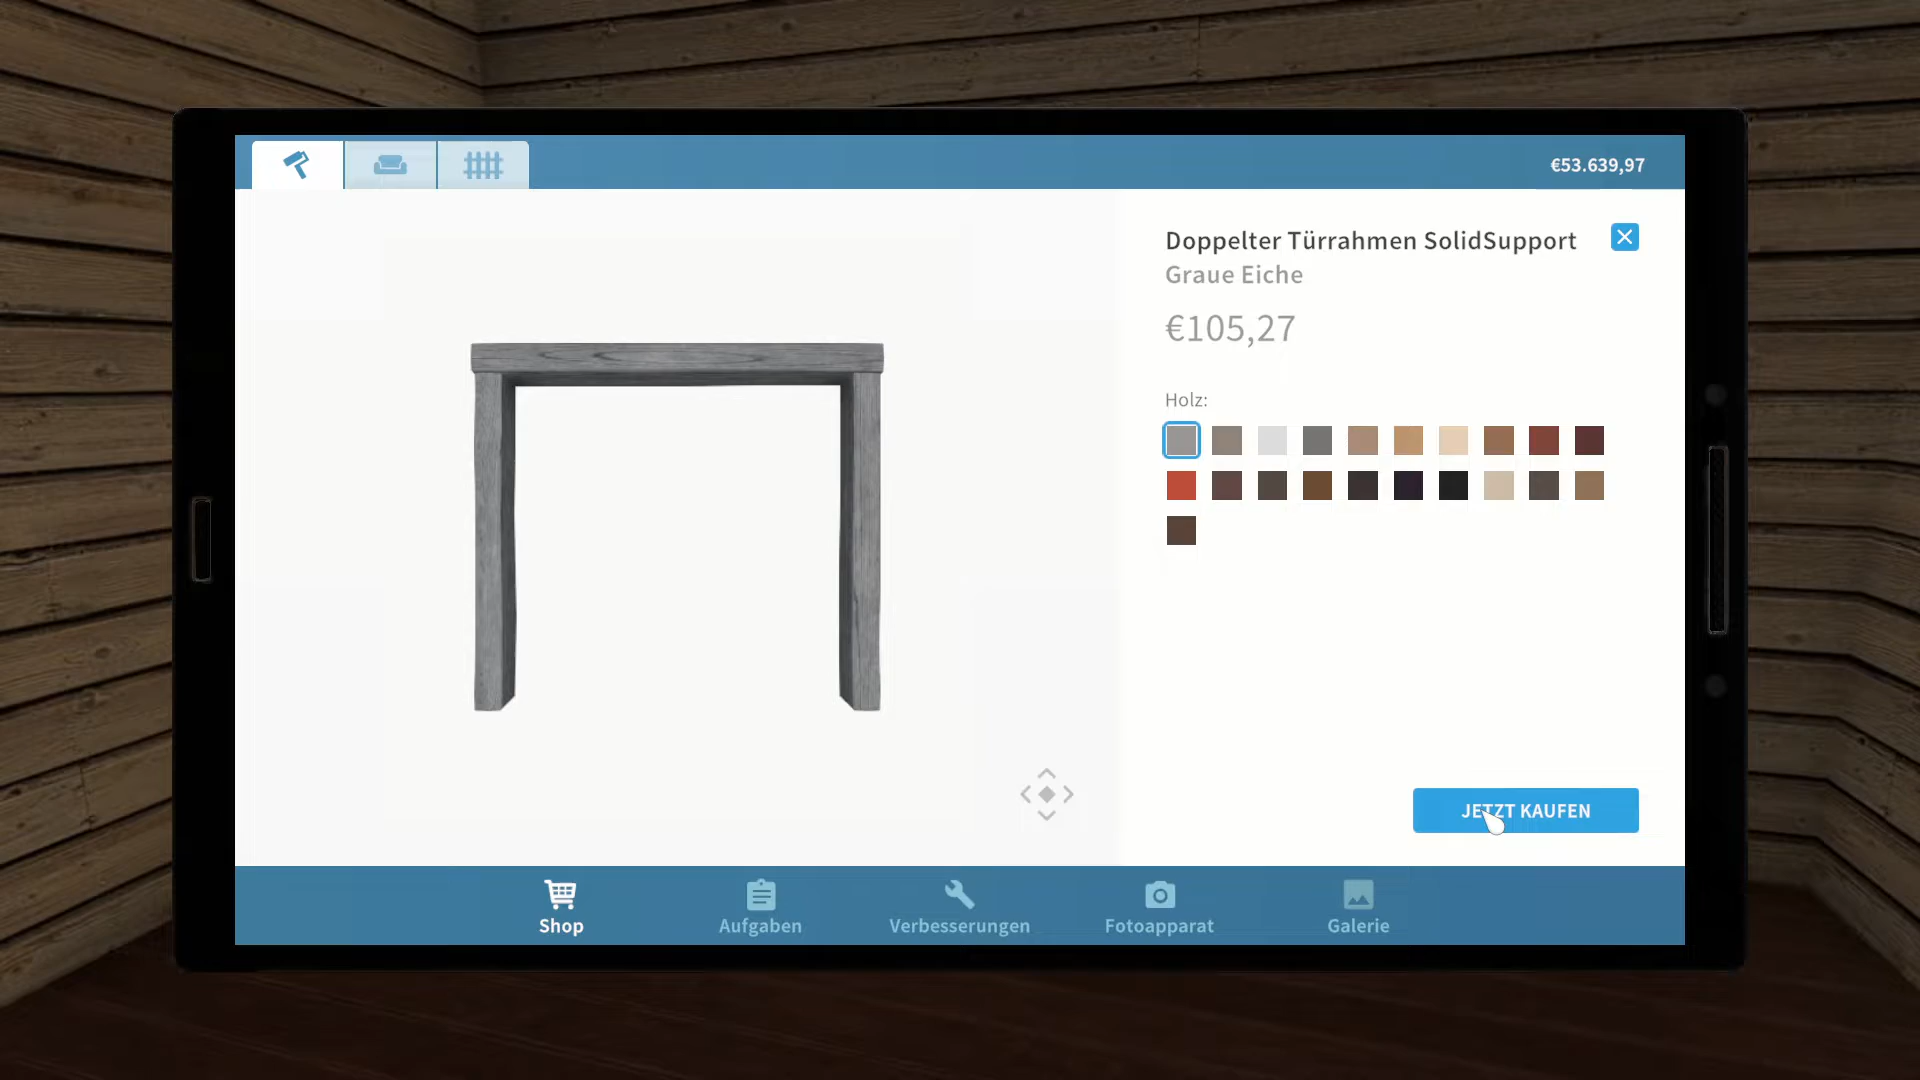 €53.639,97
Doppelter Türrahmen SolidSupport
Graue Eiche
€105,27
Holz:
JETZT KAUFEN
Shop
Aufgaben
Verbesserungen
Fotoapparat
Galerie